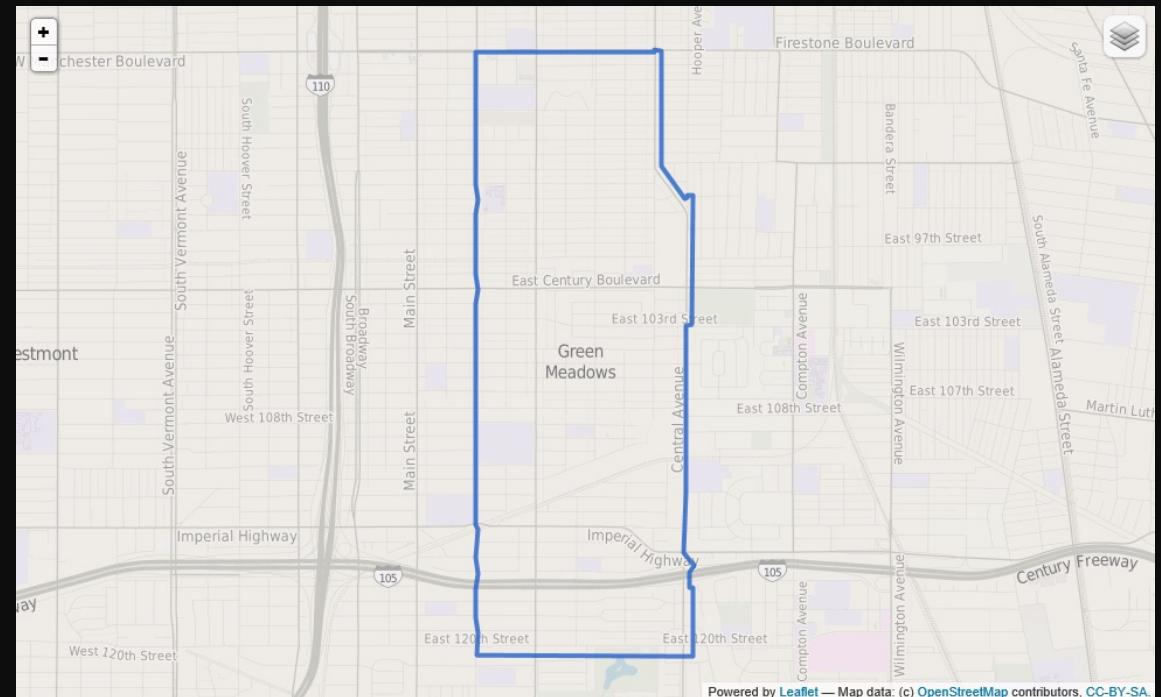 +
-
W
chester Boulevard
Hooper Ave
Firestone Boulevard
Santa Fe Avenue
110
South Hoover Street
Bandera Street
South Vermont Avenue
East 97th Street
South Alameda Street
Main Street
East Century Boulevard
South Hoover Street
South Broadway
Broadway
East 103rd Street
Compton Avenue
East 103rd Street
estmont
Green
Meadows
South Vermont Avenue
Wilmington Avenue
Alameda Street
Central Avenue
East 107th Street
West 108th Street
East 108th Street
Martin Lut
Main Street
Imperial Highway
Imperial Highway
105
105
Century Freeway
way
Compton Avenue
Wilmington Avenue
East 120th Street
East 120th Street
West 120th Street
Powered by Leaflet — Map data: (c) OpenStreetMap contributors, CC-BY-SA.